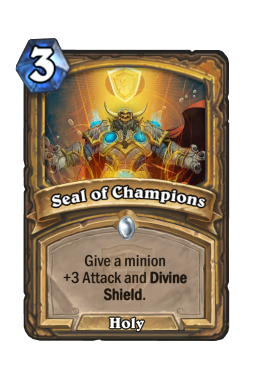 3
Seal of Champions
Give a minion
+3 Attack and Divine
Shield.
Holy